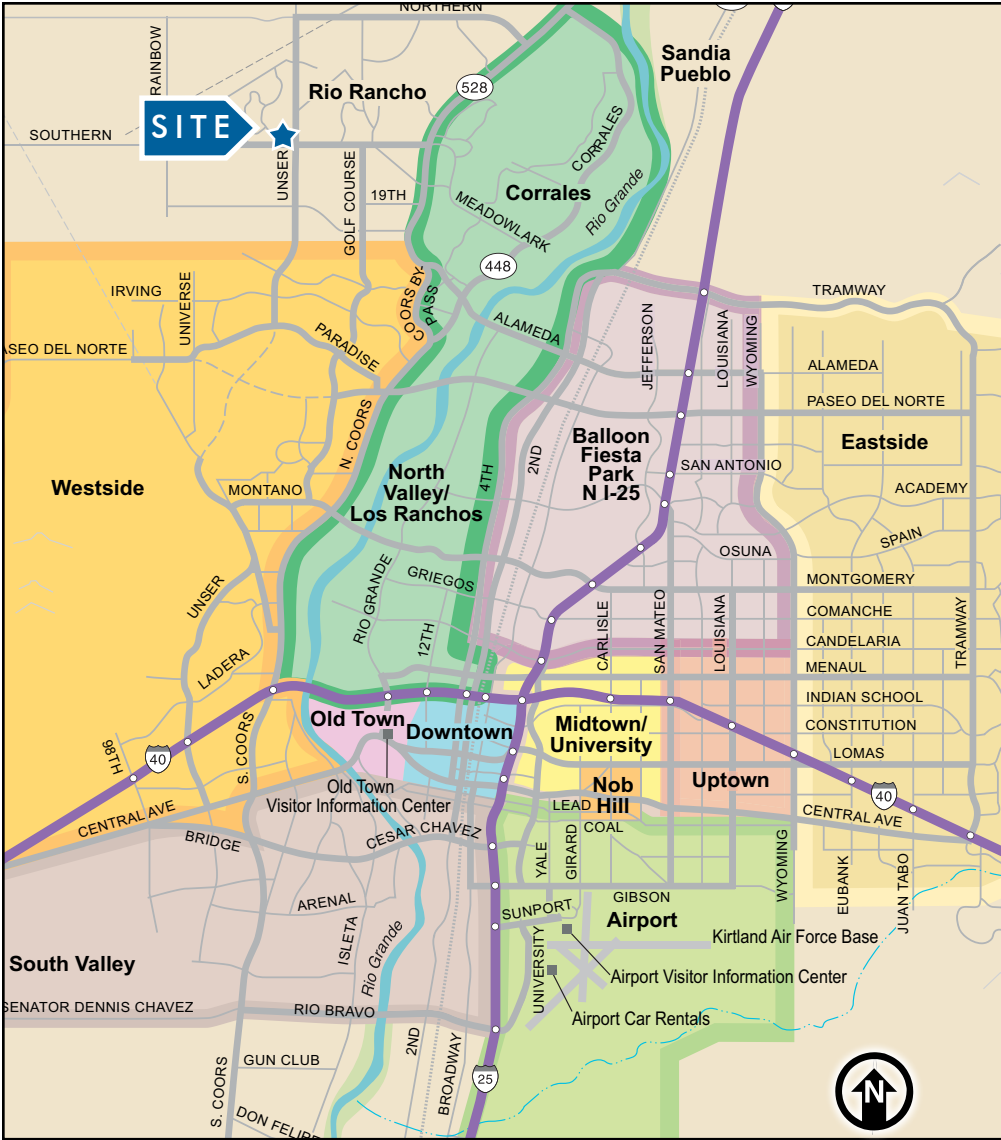 NORTHERN
RAINBOW
Rio Rancho
528
Sandia
Pueblo
SITE
SOUTHERN
UNSER
GOLF COURSE
19TH
CORRALES
Corrales
MEADOWLARK
Rio Grande
448
COORS BY-
PASS
IRVING
UNIVERSE
PARADISE
ASEO DEL NORTE
ALAMEDA
TRAMWAY
JEFFERSON
LOUISIANA
WYOMING
ALAMEDA
PASEO DEL NORTE
N. COORS
Balloon
Fiesta
Park
N I-25
Eastside
2ND
4TH
SAN ANTONIO
Westside
MONTANO
North
Valley/
Los Ranchos
ACADEMY
SPAIN
OSUNA
UNSER
RIO GRANDE
GRIEGOS
12TH
MONTGOMERY
CARLISLE
SAN MATEO
LOUISIANA
COMANCHE
CANDELARIA
TRAMWAY
LADERA
MENAUL
INDIAN SCHOOL
Old Town
Downtown
Midtown/
University
CONSTITUTION
LOMAS
98TH
40
S. COORS
Old Town
Visitor Information Center
Nob
Hill
Uptown
40
CENTRAL AVE
LEAD
COAL
CENTRAL AVE
BRIDGE
CESAR CHAVEZ
YALE
GIRARD
WYOMING
EUBANK
JUAN TABO
ARENAL
ISLETA
Rio Grande
SUNPORT
GIBSON
Airport
Kirtland Air Force Base
UNIVERSITY
South Valley
Airport Visitor Information Center
SENATOR DENNIS CHAVEZ
RIO BRAVO
Airport Car Rentals
2ND
BROADWAY
GUN CLUB
S. COORS
25
N
DON FELIPE